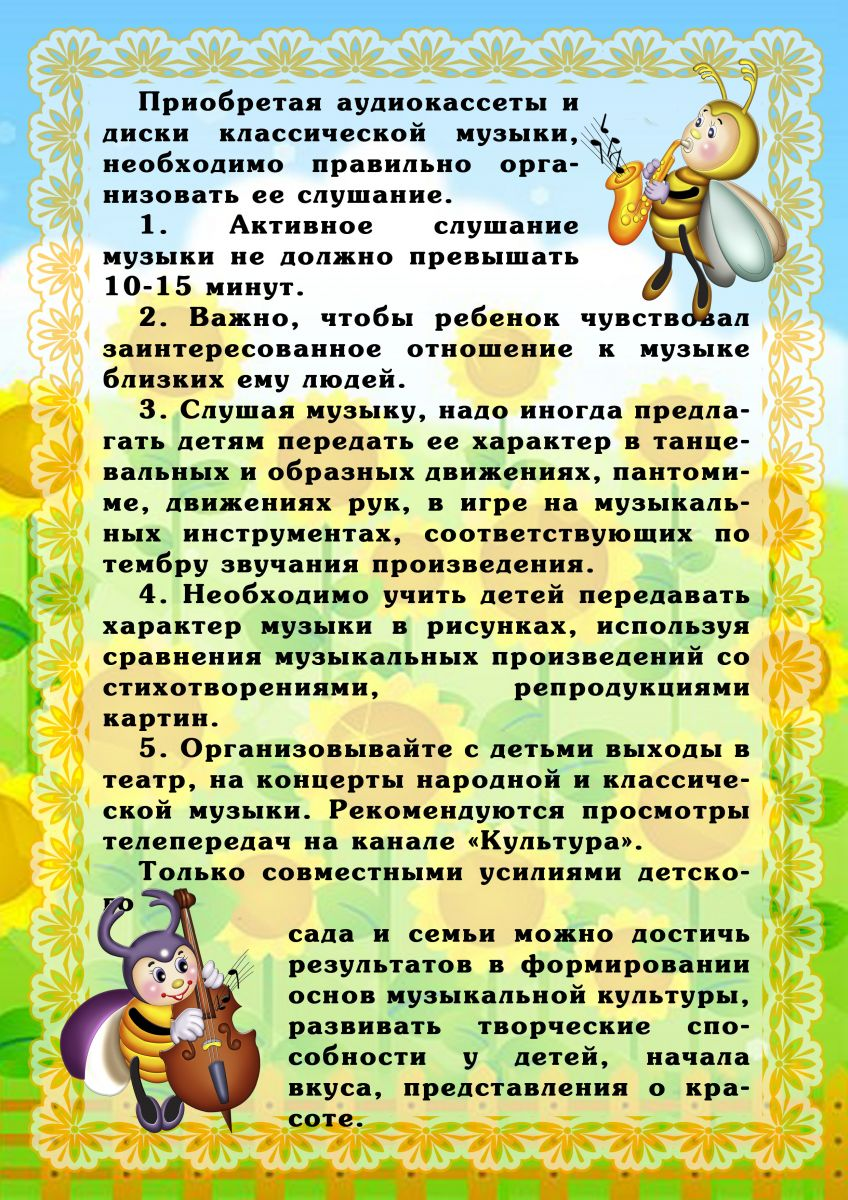 Приобретая аудиокассеты и
диски классической музыки,
необходимо правильно орга-
низовать ее слушание.
1. Активное слушание
музыки не должно превышать
10-15 минут.
2. Важно, чтобы ребенок чувствовал
заинтересованное отношение к музыке
близких ему людей.
3. Слушая музыку, надо иногда предла-
гать детям передать ее характер в танце-
вальных и образных движениях, пантоми-
ме, движениях рук, в игре на музыкаль-
ных инструментах, соответствующих по
тембру звучания произведения.
4. Необходимо учить детей передавать
характер музыки в рисунках, используя
сравнения музыкальных произведений со
стихотворениями, репродукциями
картин.
5. Организовывайте с детьми выходы в
театр, на концерты народной и классиче-
ской музыки. Рекомендуются просмотры
телепередач на канале «Культура».
Только совместными усилиями детско-
го
сада и семьи можно достичь
результатов в формировании
основ музыкальной культуры,
развивать творческие спо-
собности у детей, начала
вкуса, представления о кра-
соте.